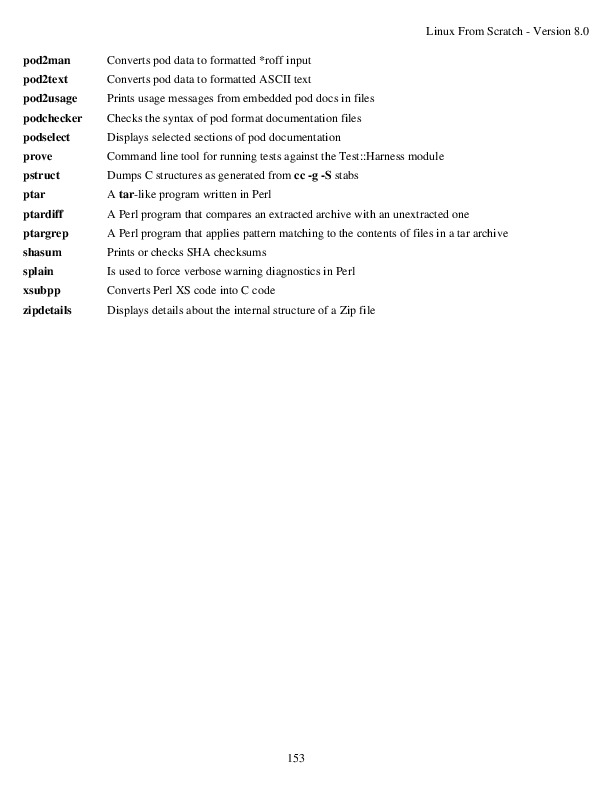 Linux From Scratch - Version 8.0
pod2man Converts pod data to formatted *roff input
pod2text Converts pod data to formatted ASCII text
pod2usage Prints usage messages from embedded pod docs in files
podchecker Checks the syntax of pod format documentation files
podselect Displays selected sections of pod documentation
prove Command line tool for running tests against the Test::Harness module
pstruct Dumps C structures as generated from cc -g -S stabs
ptar A tar-like program written in Perl
ptardiff A Perl program that compares an extracted archive with an unextracted one
ptargrep A Perl program that applies pattern matching to the contents of files in a tar archive
shasum Prints or checks SHA checksums
splain Is used to force verbose warning diagnostics in Perl
xsubpp Converts Perl XS code into C code
zipdetails Displays details about the internal structure of a Zip file
153